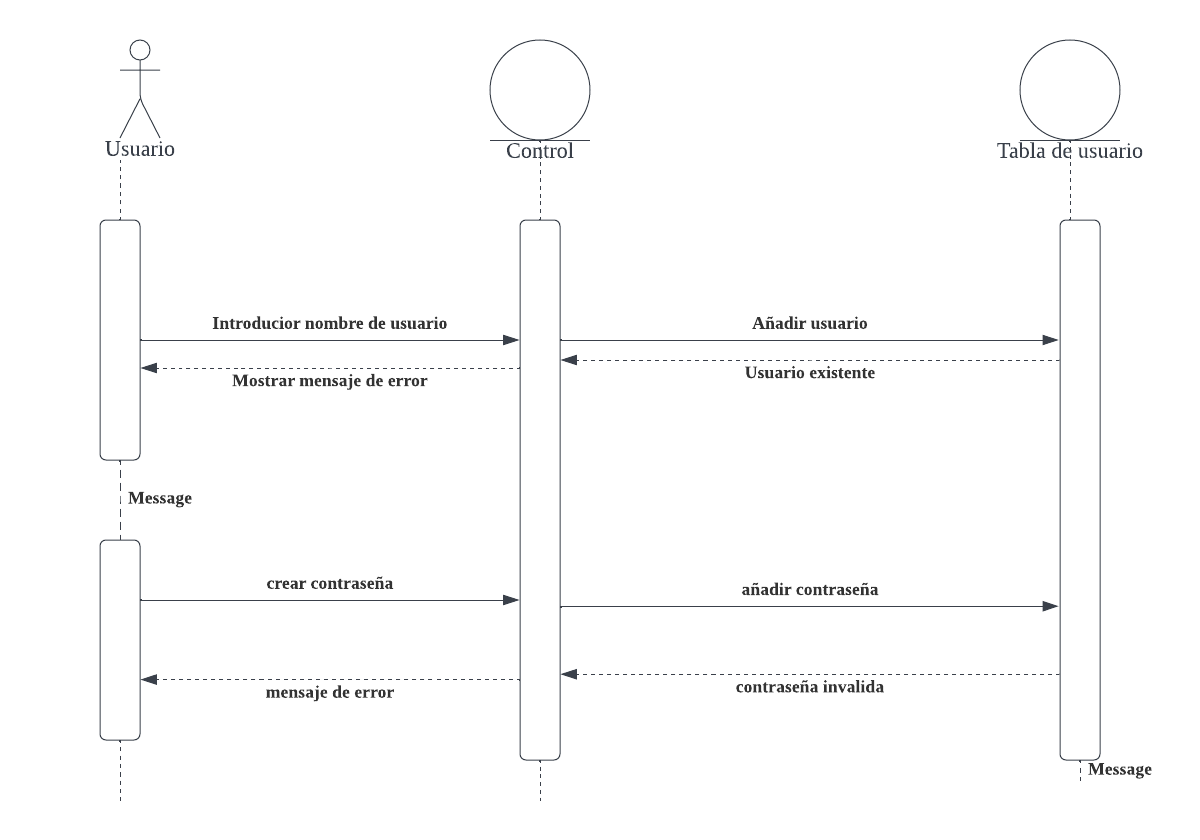 Usuario
Control
Tabla de usuario
Introducior nombre de usuario
Añadir usuario
Mostrar mensaje de error
Usuario existente
Message
crear contraseña
añadir contraseña
mensaje de error
contraseña invalida
Message